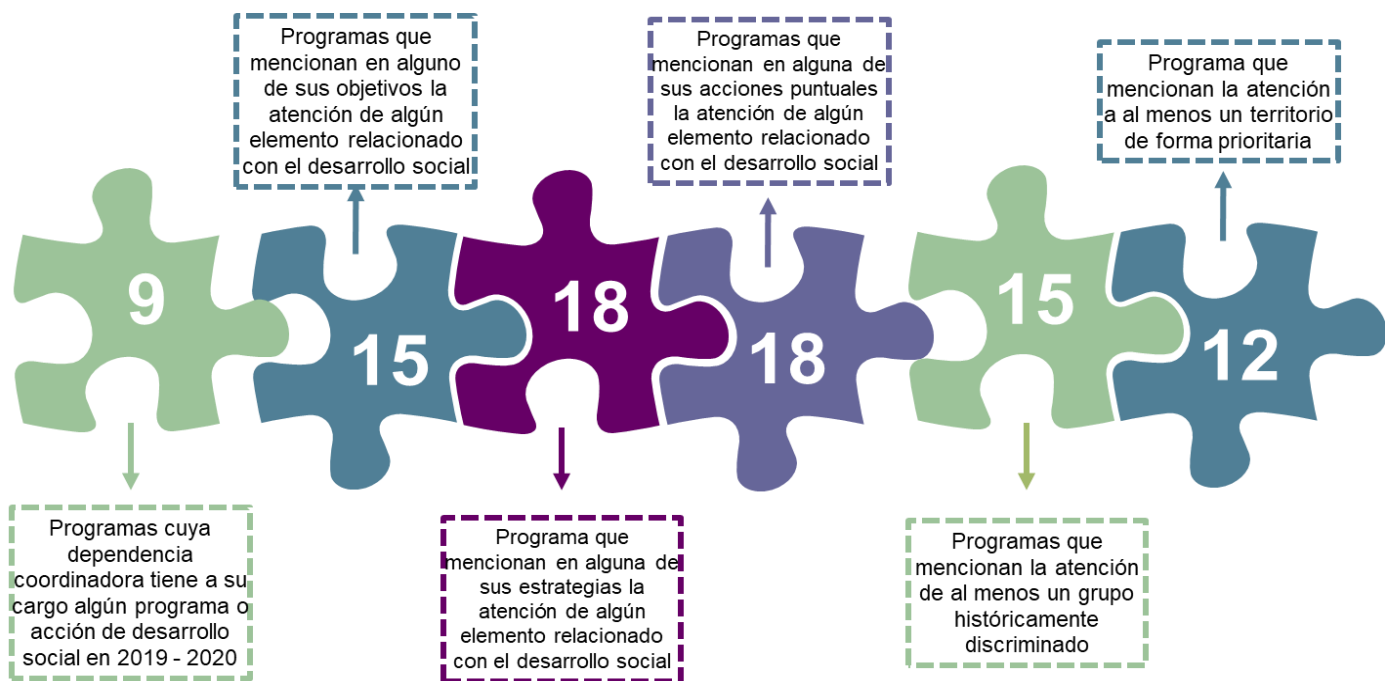 Programas que
mencionan en alguno
de sus objetivos la
atención de algún
elemento relacionado
con el desarrollo social
Programas que
mencionan en alguna de
sus acciones puntuales
la atención de algún
elemento relacionado
con el desarrollo social
Programa que
mencionan la atención
a al menos un territorio
de forma prioritaria
9
15
18
18
15
12
Programas cuya
dependencia
coordinadora tiene a su
cargo algún programa o
acción de desarrollo
social en 2019 - 2020
Programa que
mencionan en alguna de
sus estrategias la
atención de algún
elemento relacionado
con el desarrollo social
Programas que
mencionan la atención
de al menos un grupo
históricamente
discriminado